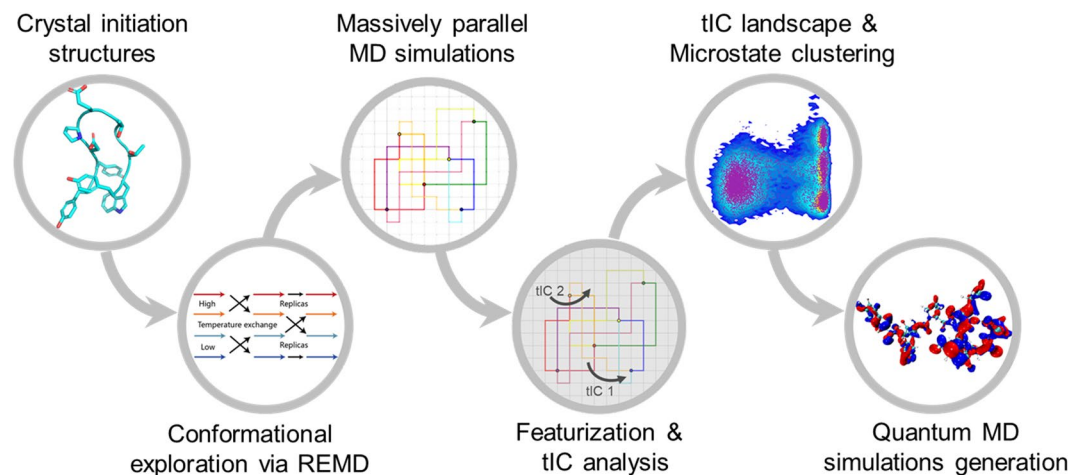 Crystal initiation
structures
Massively parallel
MD simulations
tIC landscape &
Microstate clustering
High
Replicas
Temperature exchange
Low
Replicas
tIC 2
tIC 1
Conformational
exploration via REMD
Featurization &
tIC analysis
Quantum MD
simulations generation